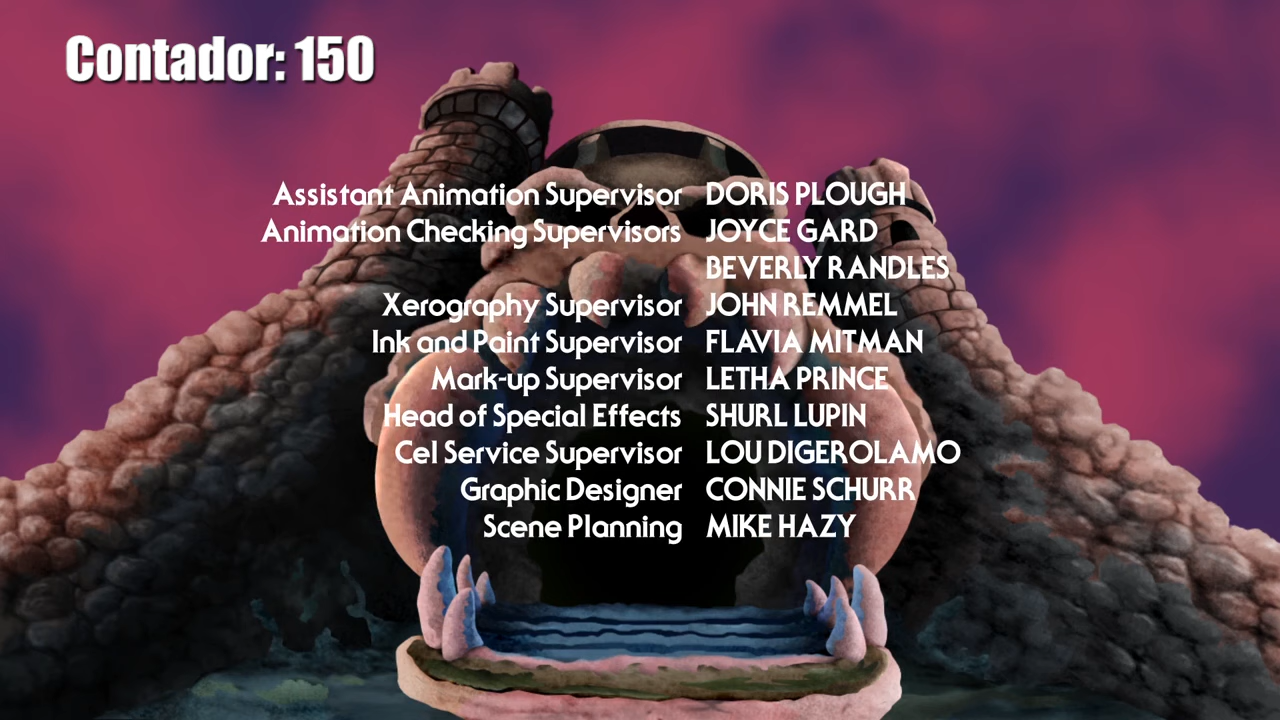 Contador: 150
Assistant Animation Supervisor DORIS PLOUGH
Animation Checking Supervisors JOYCE GARD
BEVERLY RANDLES
Xerography Supervisor JOHN REMMEL
Ink and Paint Supervisor FLAVIA MITMAN
Mark-up Supervisor LETHA PRINCE
Head of Special Effects SHURL LUPIN
Cel Service Supervisor LOU DIGEROLAMO
Graphic Designer CONNIE SCHURR
Scene Planning MIKE HAZY